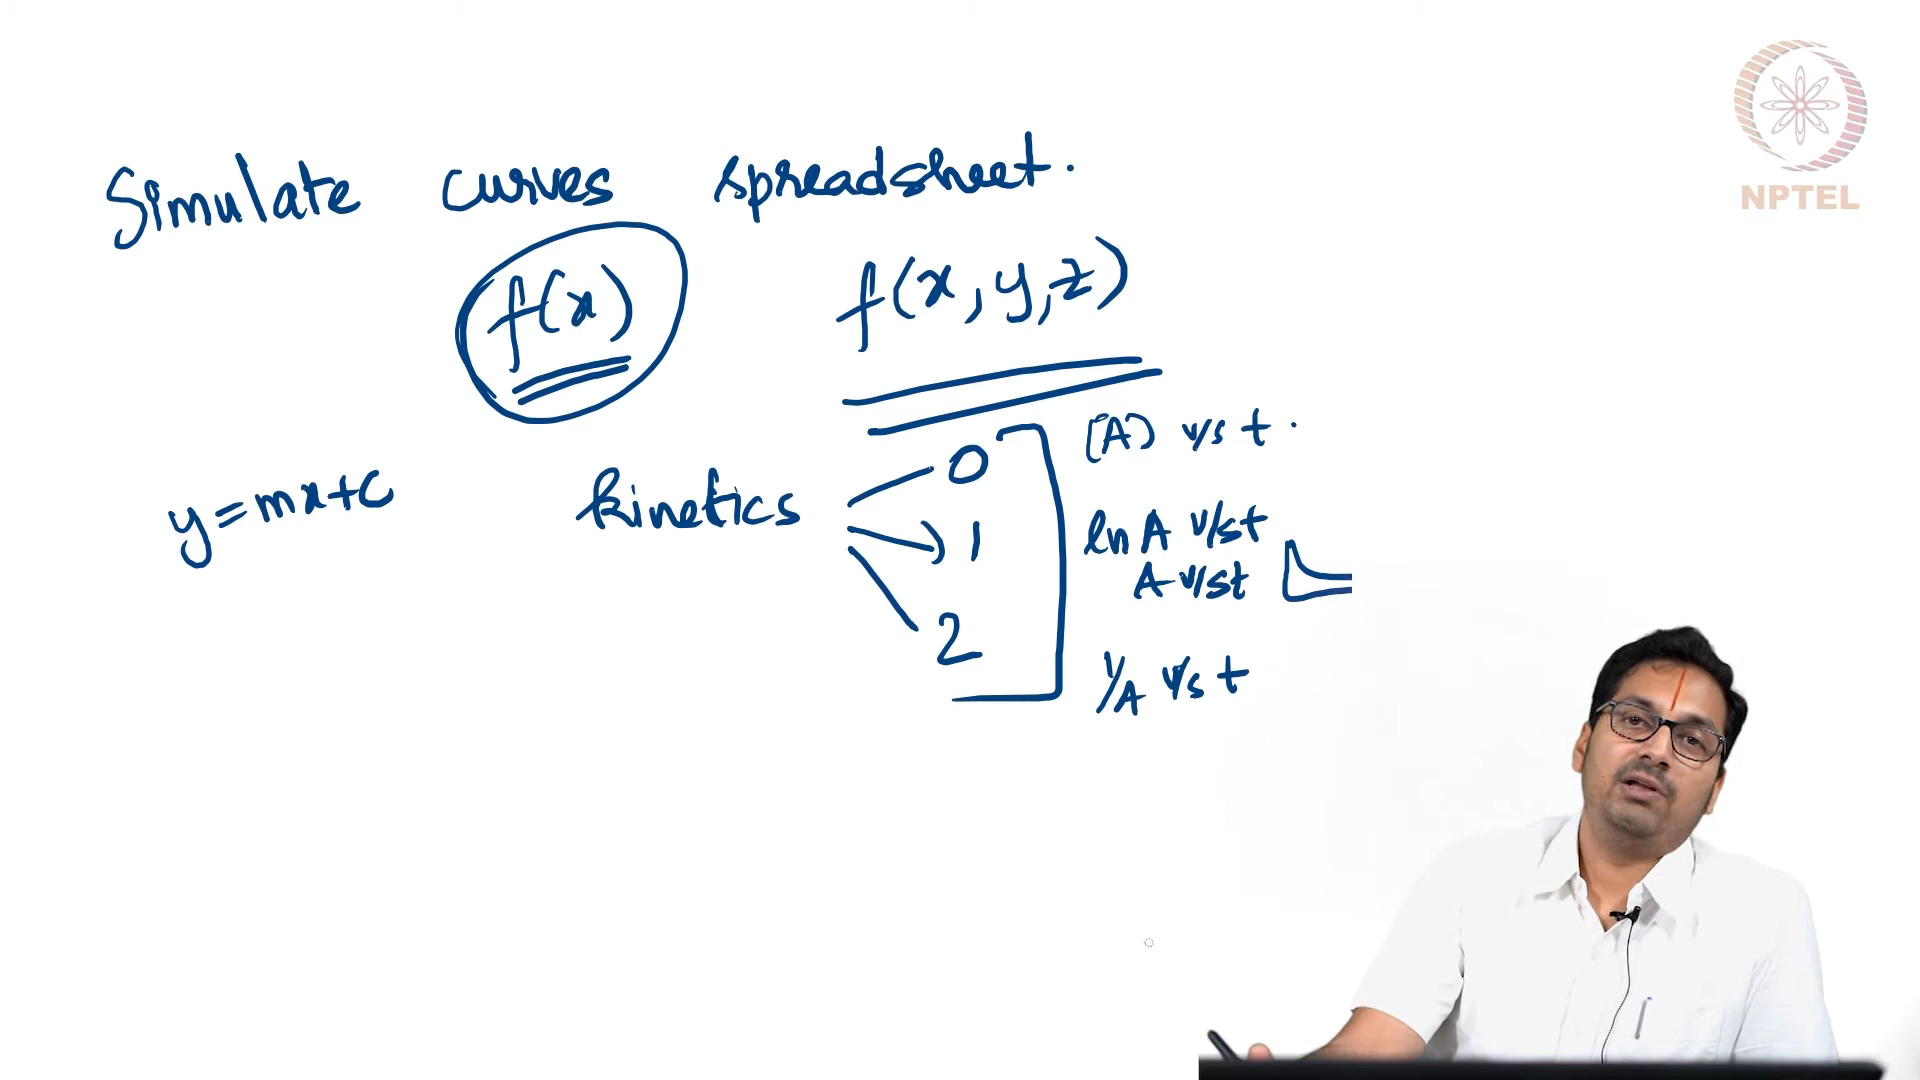 Simulate curves spreadsheet.
f(x) f(x,y,z)
y=mx+c kinetics
0 [A) v/s t.
1 ln A v/st
A v/st
2 1/A v/s t
NPTEL